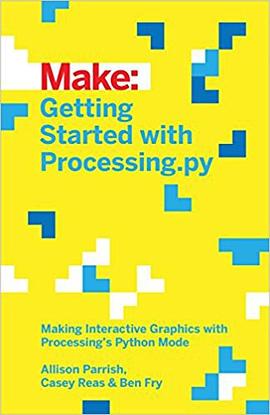 Make:
Getting
Started with
Processing.py
Making Interactive Graphics with
Processing's Python Mode
Allison Parrish,
Casey Reas & Ben Fry